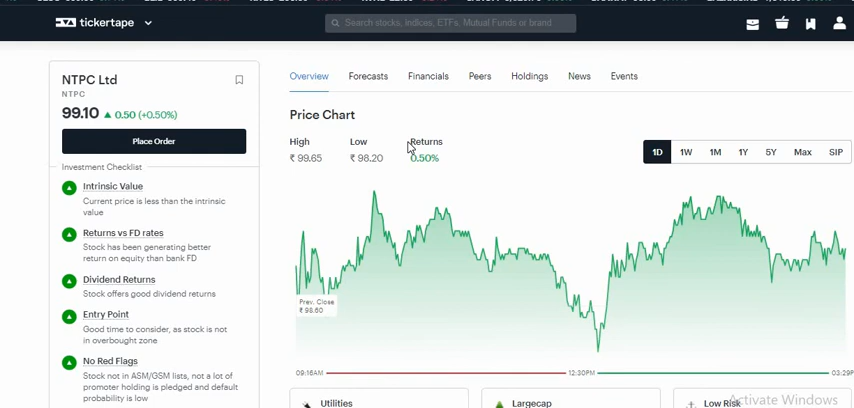 tickertape
Search stocks, indices, ETFs, Mutual Funds or brand
NTPC Ltd
NTPC
99.10 ▲ 0.50 (+0.50%)
Place Order
Investment Checklist
Intrinsic Value
Current price is less than the intrinsic
value
Returns vs FD rates
Stock has been generating better
return on equity than bank FD
Dividend Returns
Stock offers good dividend returns
Entry Point
Good time to consider, as stock is not
in overbought zone
No Red Flags
Stock not in ASM/GSM lists, not a lot of
promoter holding is pledged and default
probability is low
Overview Forecasts Financials Peers Holdings News Events
Price Chart
High Low Returns
₹ 99.65 ₹ 98.20 0.50%
1D 1W 1M 1Y 5Y Max SIP
Prev. Close
₹ 98.60
09:16AM 12:30PM 03:29P
Utilities Largecap Low Risk
Activate Windows